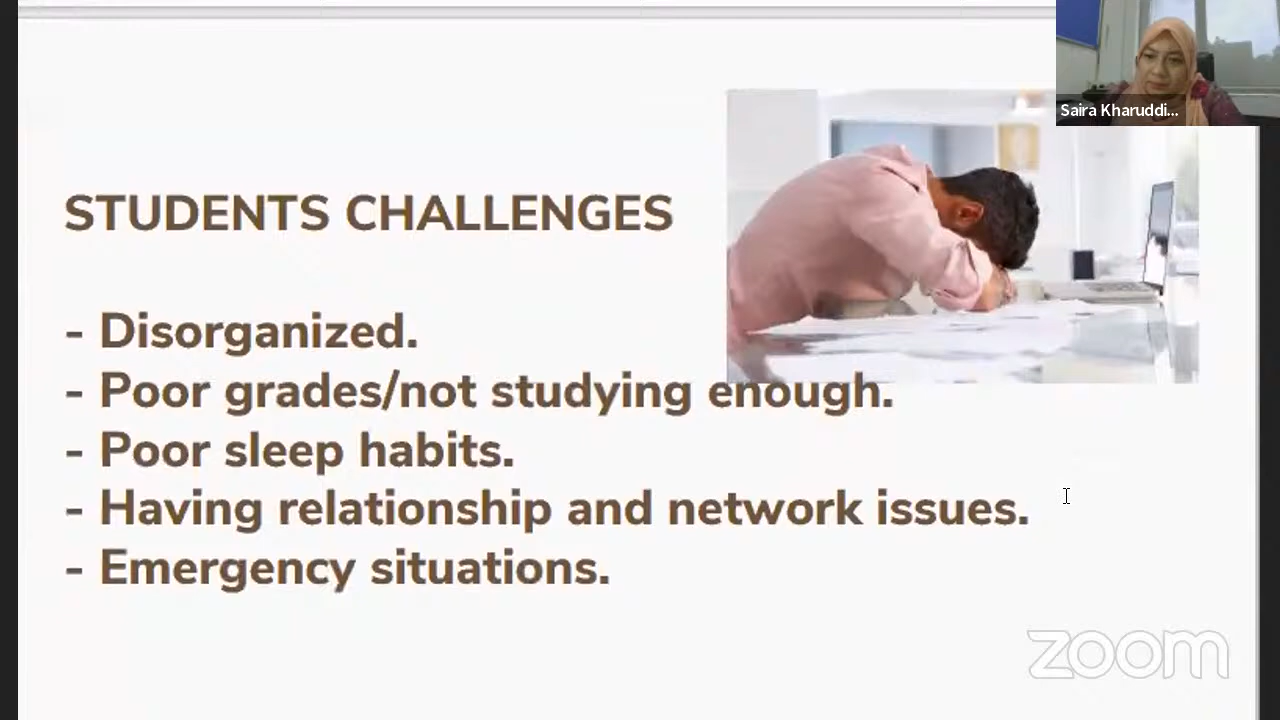 Saira Kharuddi...
STUDENTS CHALLENGES
- Disorganized.
- Poor grades/not studying enough.
- Poor sleep habits.
- Having relationship and network issues.
- Emergency situations.
zoom